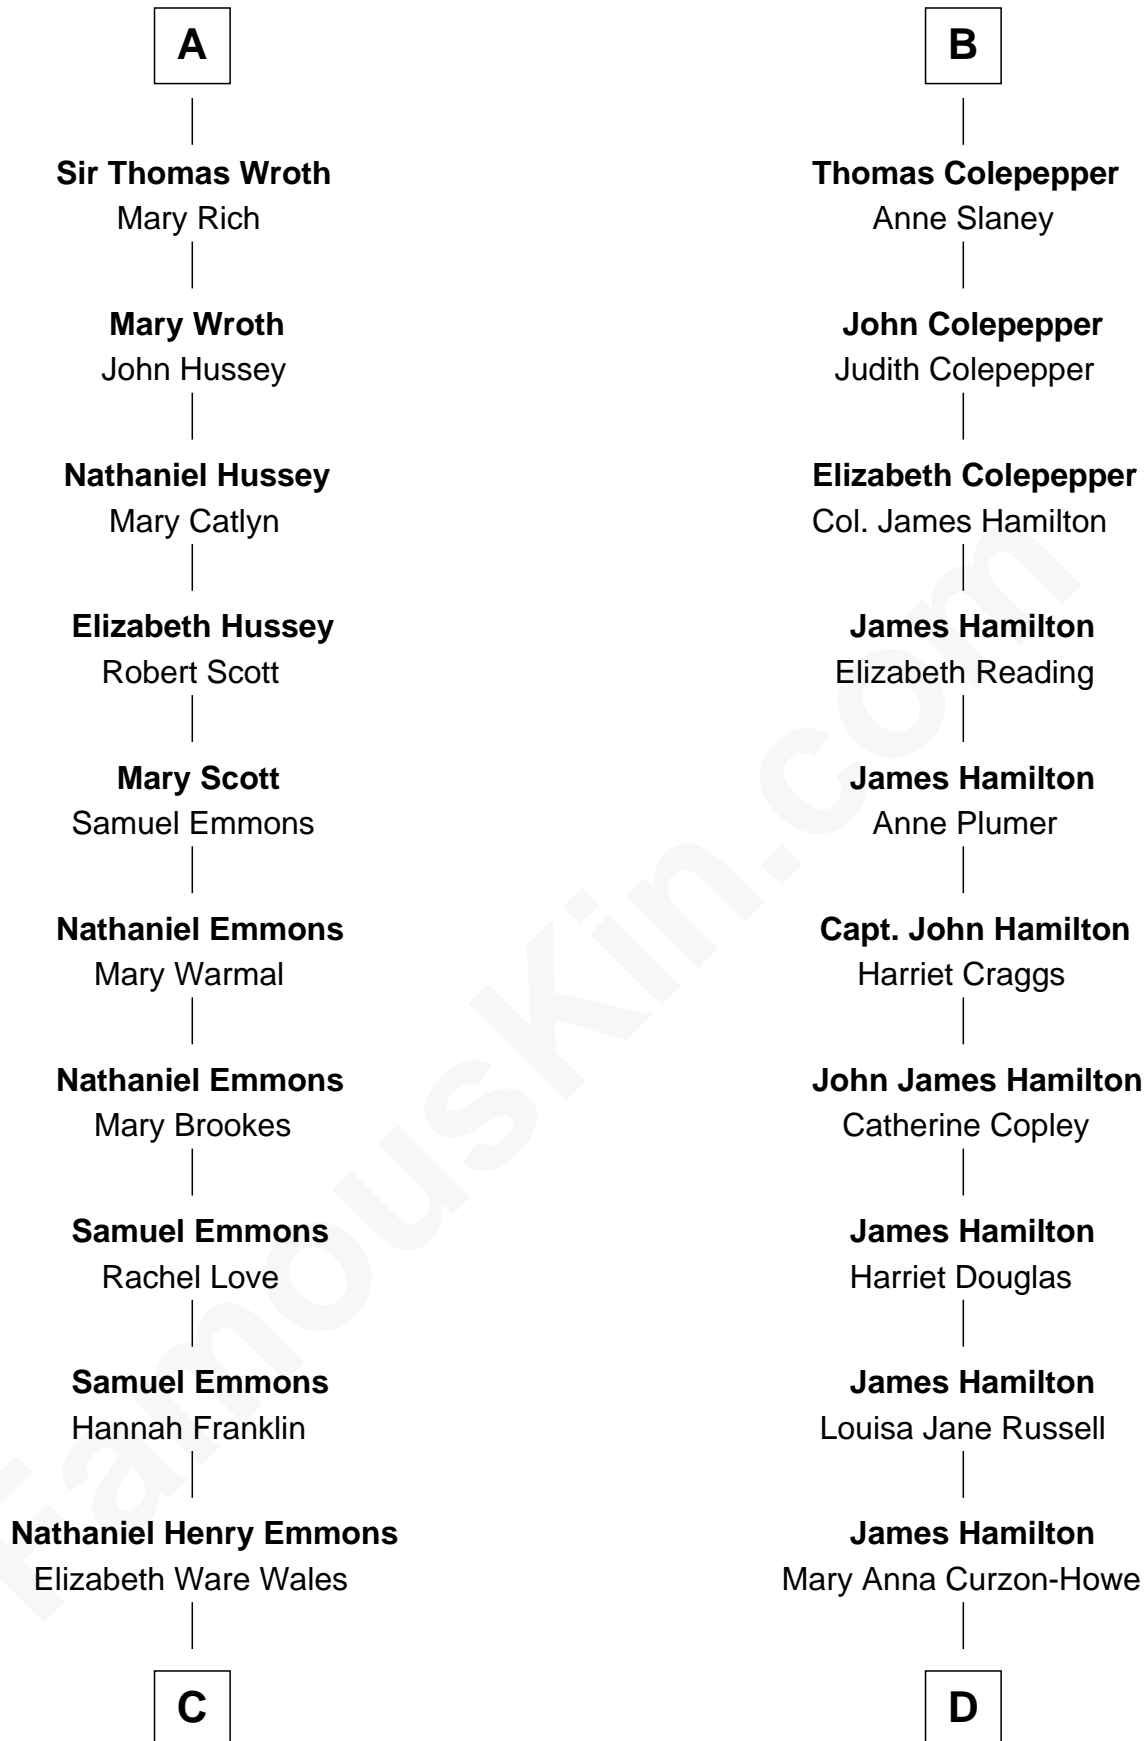 A
Sir Thomas Wroth
Mary Rich
Mary Wroth
John Hussey
Nathaniel Hussey
Mary Catlyn
Elizabeth Hussey
Robert Scott
Mary Scott
Samuel Emmons
Nathaniel Emmons
Mary Warmal
Nathaniel Emmons
Mary Brookes
Samuel Emmons
Rachel Love
Samuel Emmons
Hannah Franklin
Nathaniel Henry Emmons
Elizabeth Ware Wales
C
B
Thomas Colepepper
Anne Slaney
John Colepepper
Judith Colepepper
Elizabeth Colepepper
Col. James Hamilton
James Hamilton
Elizabeth Reading
James Hamilton
Anne Plumer
Capt. John Hamilton
Harriet Craggs
John James Hamilton
Catherine Copley
James Hamilton
Harriet Douglas
James Hamilton
Louisa Jane Russell
James Hamilton
Mary Anna Curzon-Howe
D
FamousKin.com